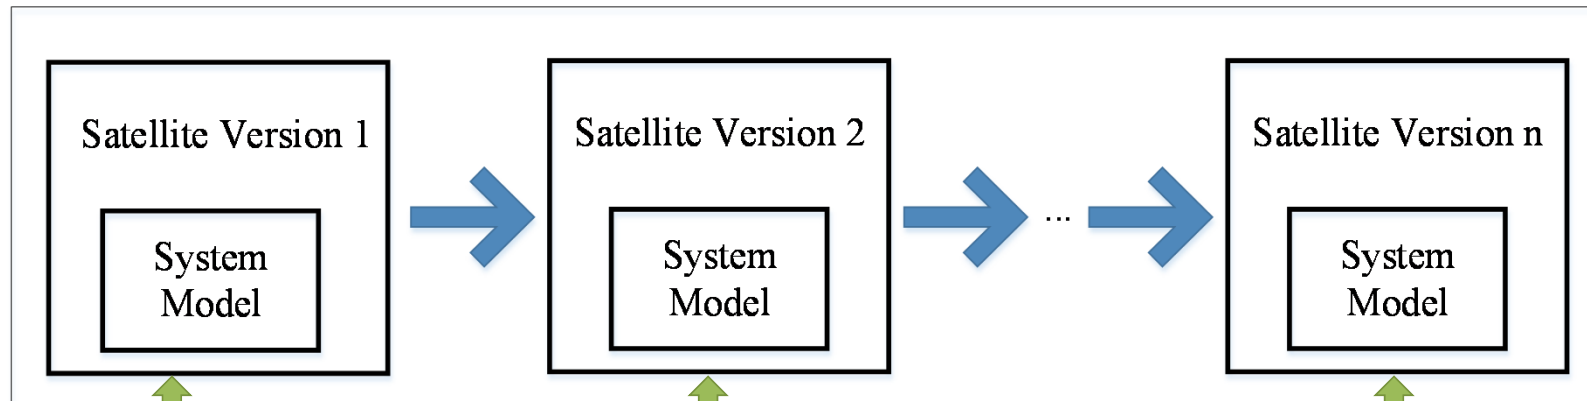 Satellite Version 1
System
Model
Satellite Version 2
System
Model
...
Satellite Version n
System
Model